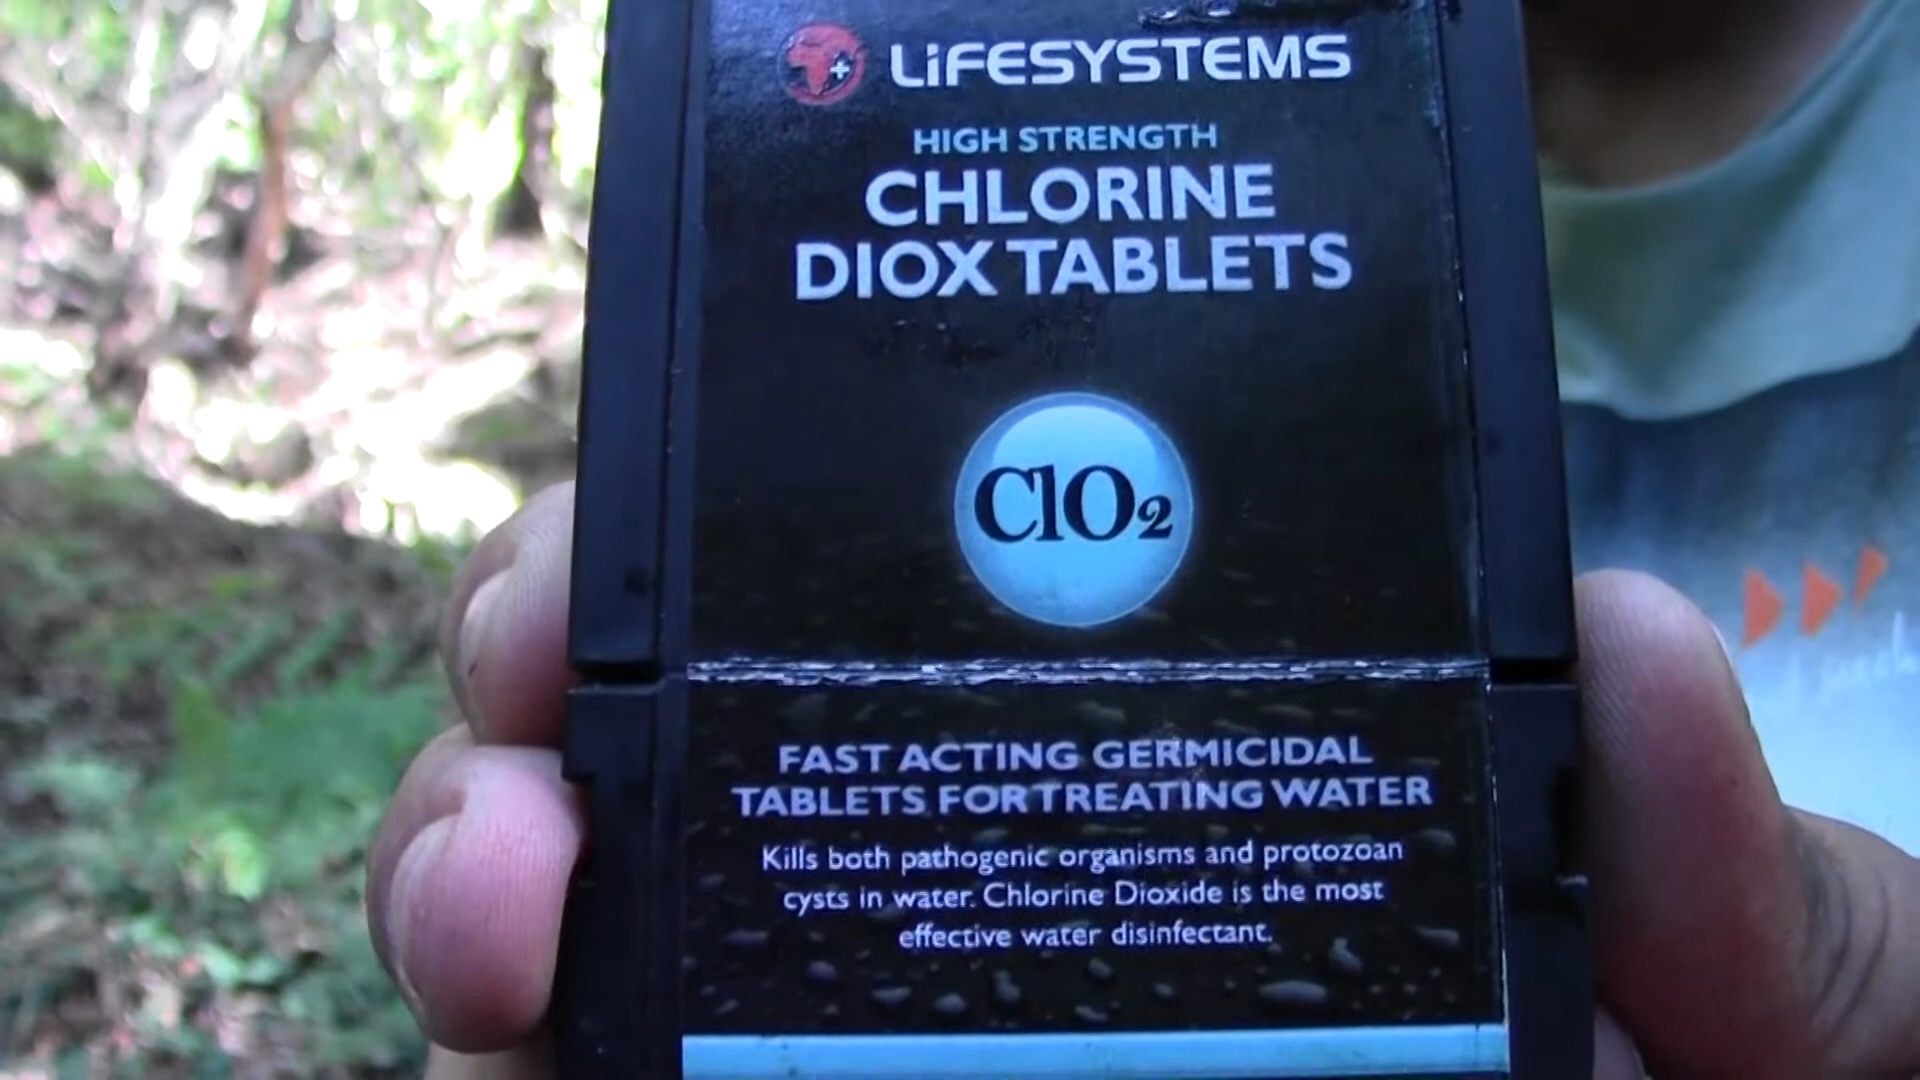 LiFESYSTEMS
HIGH STRENGTH
CHLORINE
DIOX TABLETS
ClO2
FAST ACTING GERMICIDAL
TABLETS FOR TREATING WATER
Kills both pathogenic organisms and protozoan
cysts in water. Chlorine Dioxide is the most
effective water disinfectant.